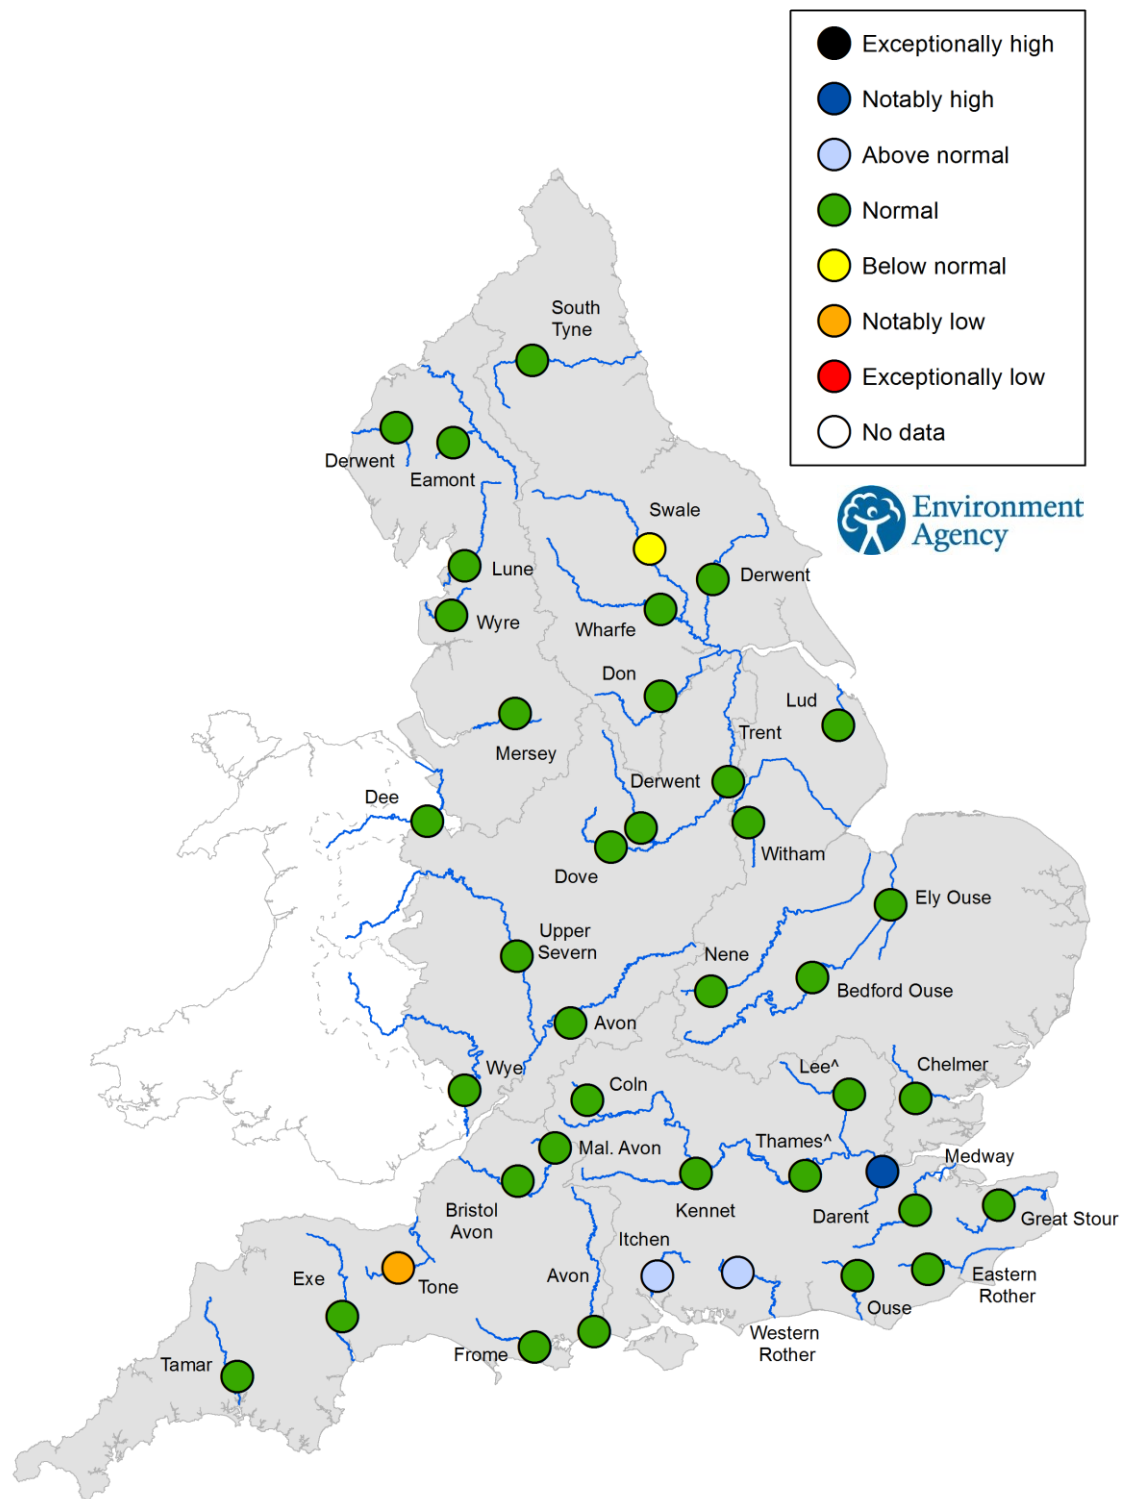 Exceptionally high
Notably high
Above normal
Normal
Below normal
Notably low
Exceptionally low
No data
Environment
Agency
South
Tyne
Derwent
Eamont
Swale
Lune
Derwent
Wyre
Wharfe
Don
Lud
Mersey
Trent
Derwent
Dee
Witham
Dove
Ely Ouse
Upper
Severn
Nene
Bedford Ouse
Avon
Wye
Coln
Lee^
Chelmer
Mal. Avon
Thames^
Medway
Bristol
Avon
Kennet
Darent
Great Stour
Itchen
Exe
Tone
Avon
Ouse
Eastern
Rother
Western
Rother
Frome
Tamar